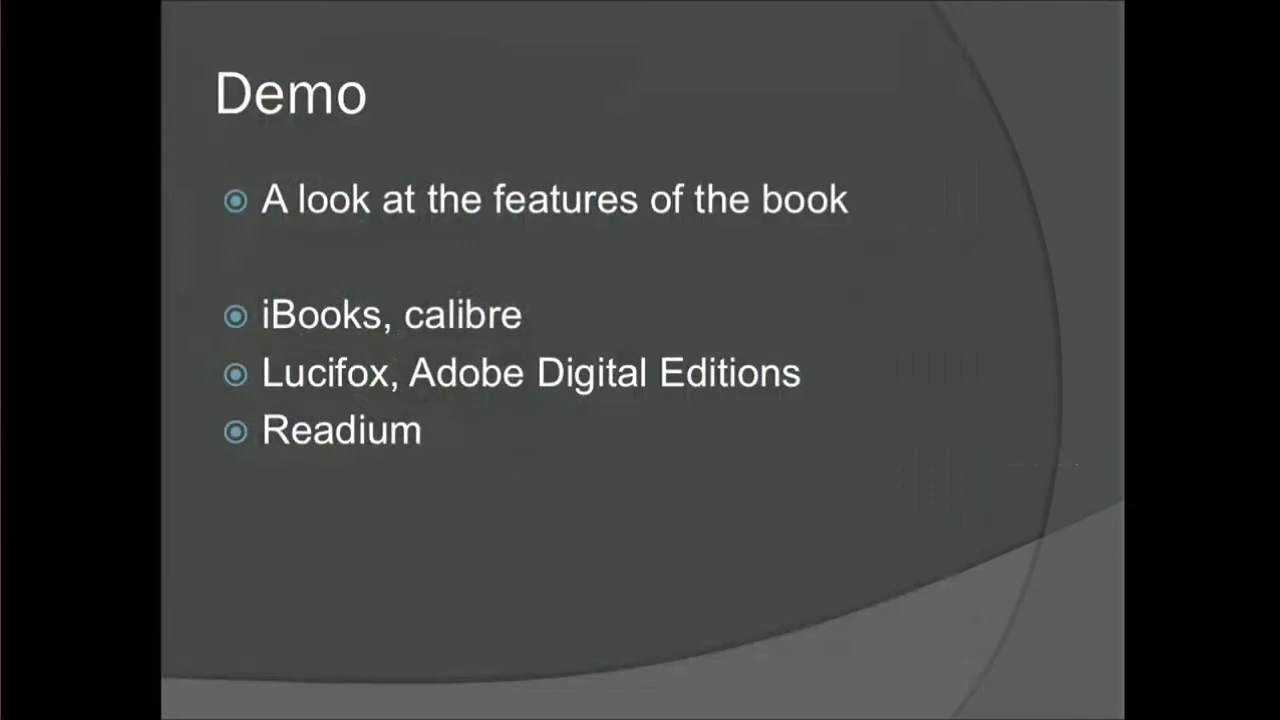 Demo
A look at the features of the book
iBooks, calibre
Lucifox, Adobe Digital Editions
Readium